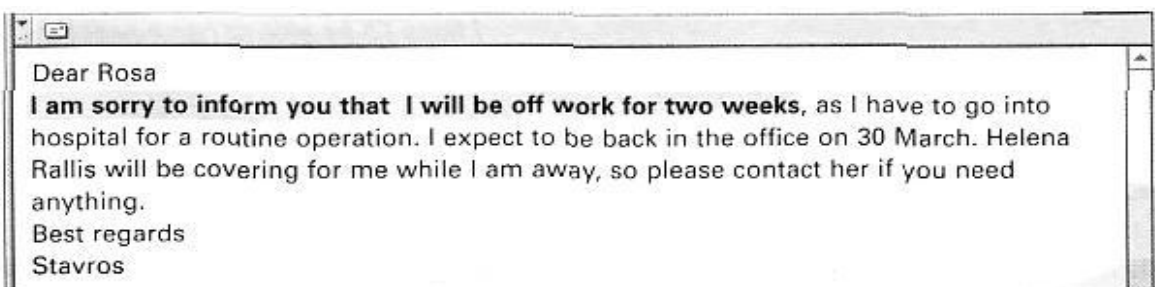 Dear Rosa
I am sorry to inform you that I will be off work for two weeks, as I have to go into
hospital for a routine operation. I expect to be back in the office on 30 March. Helena
Rallis will be covering for me while I am away, so please contact her if you need
anything.
Best regards
Stavros